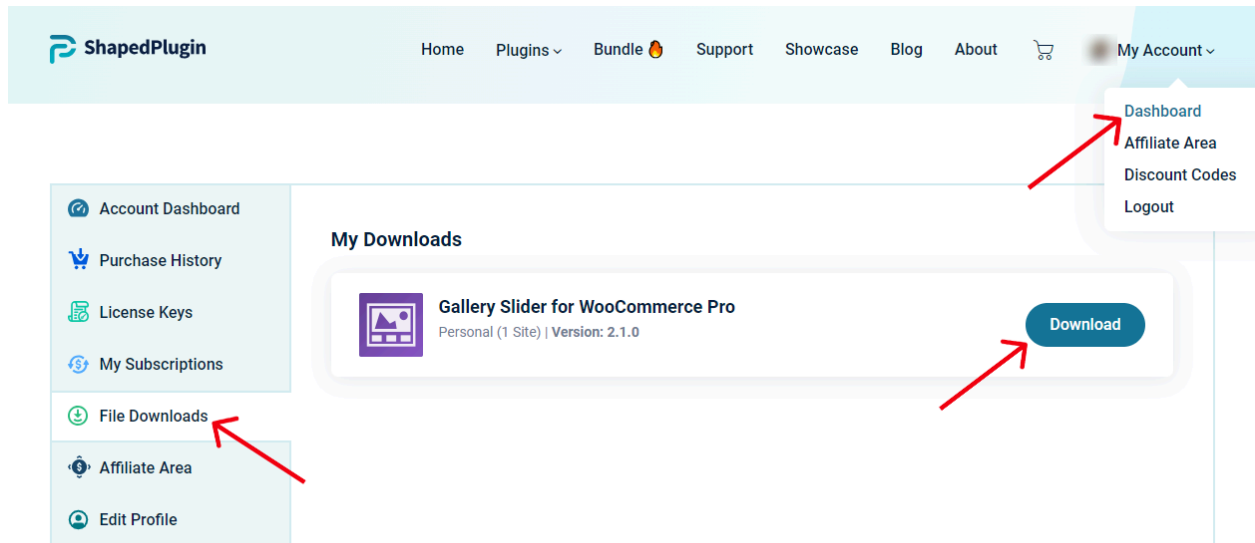 ShapedPlugin
Home Plugins Bundle Support Showcase Blog About My Account
Dashboard
Affiliate Area
Discount Codes
Logout
Account Dashboard
Purchase History
License Keys
My Subscriptions
File Downloads
Affiliate Area
Edit Profile
My Downloads
Gallery Slider for WooCommerce Pro
Personal (1 Site) | Version: 2.1.0
Download